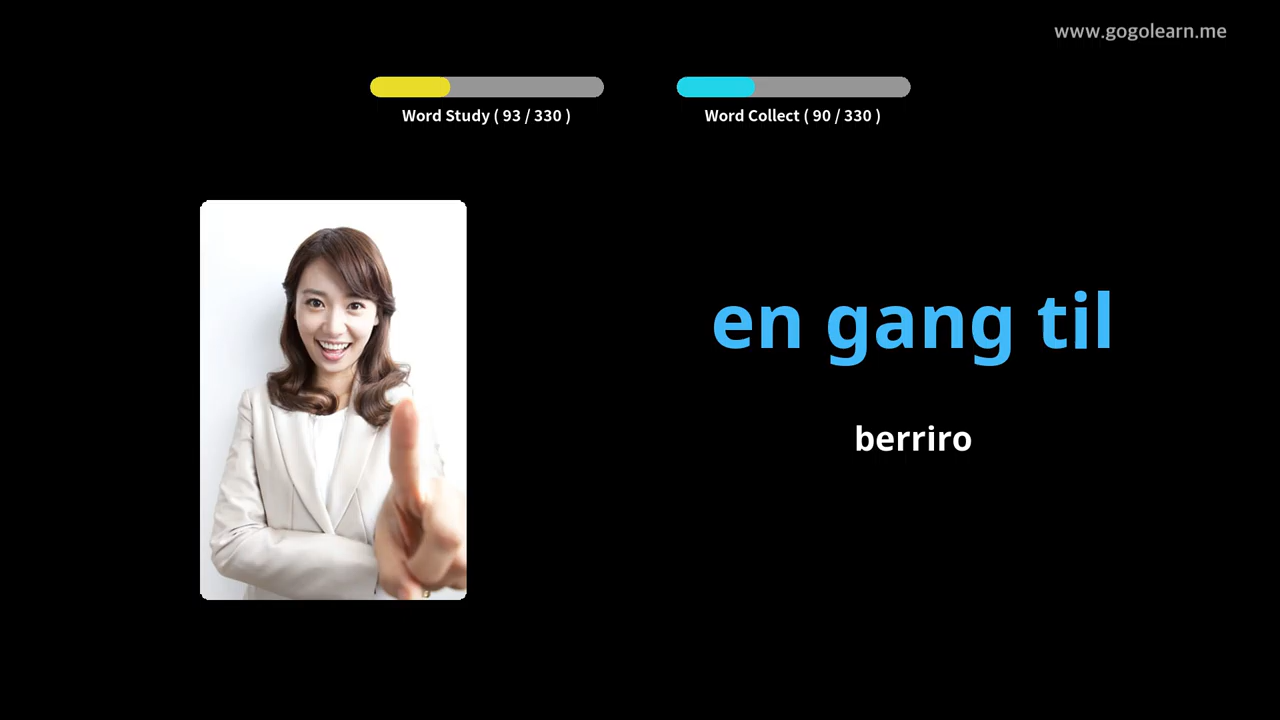 www.gogolearn.me
Word Study ( 93 / 330 )
Word Collect ( 90 / 330 )
en gang til
berriro